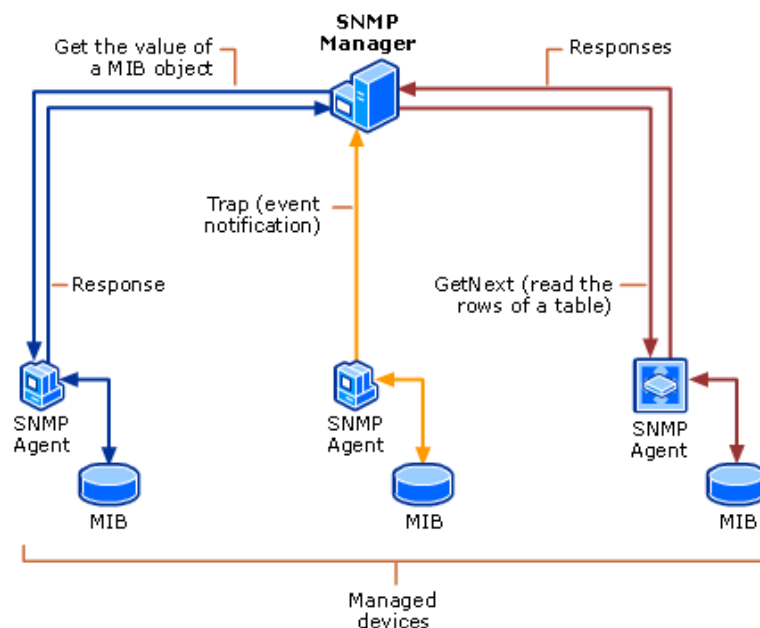 SNMP
Manager
Get the value of
a MIB object
Responses
Trap (event
notification)
Response
GetNext (read the
rows of a table)
SNMP
Agent
SNMP
Agent
SNMP
Agent
MIB
MIB
MIB
Managed
devices